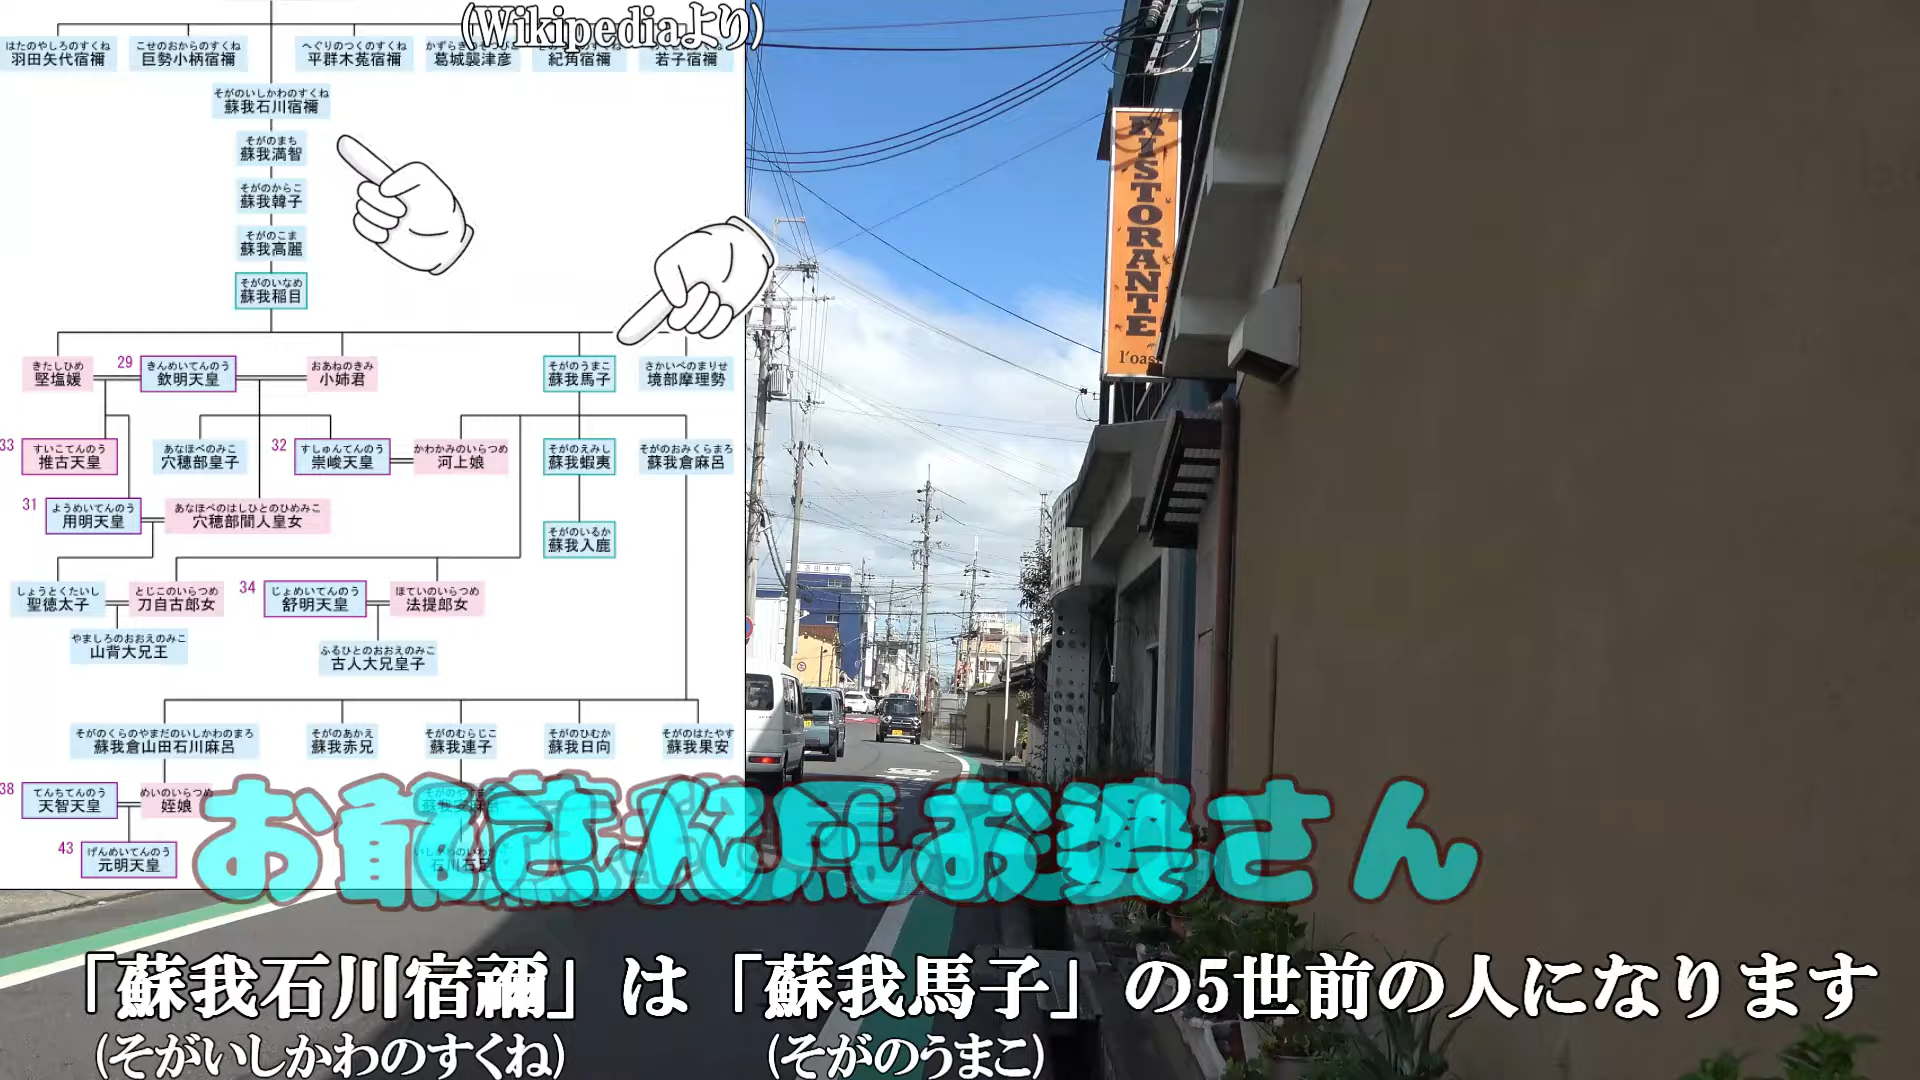 (Wikipediaより)
はたのやしろのすくね
羽田矢代宿禰
こせのおからのすくね
巨勢小柄宿禰
へぐりのつくのすくね
平群木菟宿禰
葛城襲津彦
紀角宿禰
若子宿禰
そがのいしかわのすくね
蘇我石川宿禰
そがのまち
蘇我満智
そがのからこ
蘇我韓子
そがのこま
蘇我高麗
そがのいなめ
蘇我稲目
きたしひめ
堅塩媛
29
きんめいてんのう
欽明天皇
おあねのきみ
小姉君
そがのうまこ
蘇我馬子
さかいべのまりせ
境部摩理勢
33
すいこてんのう
推古天皇
あなほべのみこ
穴穂部皇子
32
すしゅんてんのう
崇峻天皇
かわかみのいらつめ
河上娘
そがのえみし
蘇我蝦夷
そがのおみくらまろ
蘇我倉麻呂
31
ようめいてんのう
用明天皇
あなほべのはしひとのひめみこ
穴穂部間人皇女
そがのいるか
蘇我入鹿
しょうとくたいし
聖徳太子
とじこのいらつめ
刀自古郎女
34
じょめいてんのう
舒明天皇
ほていのいらつめ
法提郎女
やましろのおおえのみこ
山背大兄王
ふるひとのおおえのみこ
古人大兄皇子
そがのくらのやまだのいしかわのまろ
蘇我倉山田石川麻呂
そがのあかえ
蘇我赤兄
そがのむらじこ
蘇我連子
そがのひむか
蘇我日向
そがのはたやす
蘇我果安
38
てんちてんのう
天智天皇
めいのいらつめ
姪娘
43
げんめいてんのう
元明天皇
RISTORANTE
l'oas
お爺さん
お婆さん
「蘇我石川宿禰」は「蘇我馬子」の5世前の人になります
(そがいしかわのすくね)
(そがのうまこ)